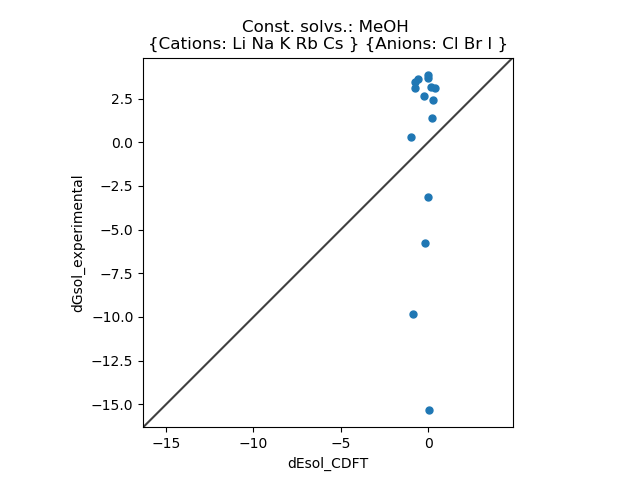 Const. solvs.: MeOH
{Cations: Li Na K Rb Cs } {Anions: Cl Br I }
dGsol_experimental
2.5
0.0
−2.5
−5.0
−7.5
−10.0
−12.5
−15.0
−15 −10 −5 0
dEsol_CDFT